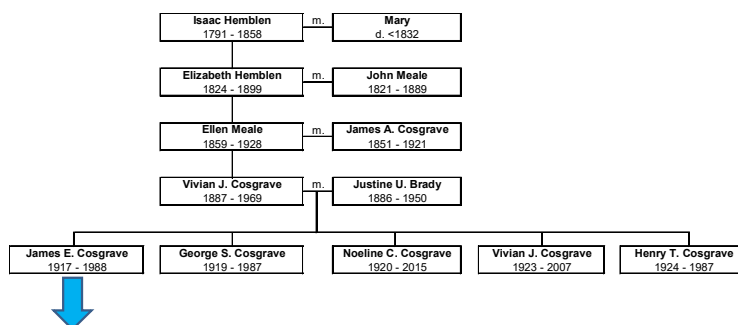 Isaac Hemblen
1791 - 1858
m.
Mary
d. <1832
Elizabeth Hemblen
1824 - 1899
m.
John Meale
1821 - 1889
Ellen Meale
1859 - 1928
m.
James A. Cosgrave
1851 - 1921
Vivian J. Cosgrave
1887 - 1969
m.
Justine U. Brady
1886 - 1950
James E. Cosgrave
1917 - 1988
George S. Cosgrave
1919 - 1987
Noeline C. Cosgrave
1920 - 2015
Vivian J. Cosgrave
1923 - 2007
Henry T. Cosgrave
1924 - 1987